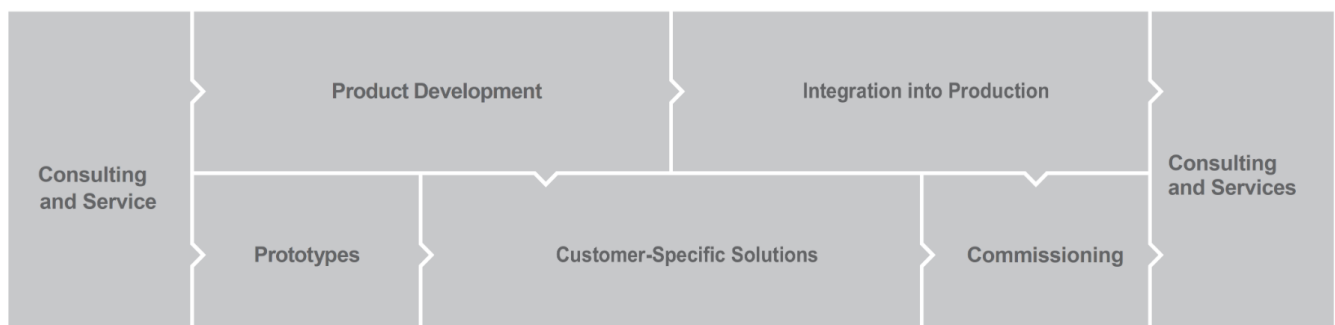 Consulting
and Service
Product Development
Integration into Production
Prototypes
Customer-Specific Solutions
Commissioning
Consulting
and Services